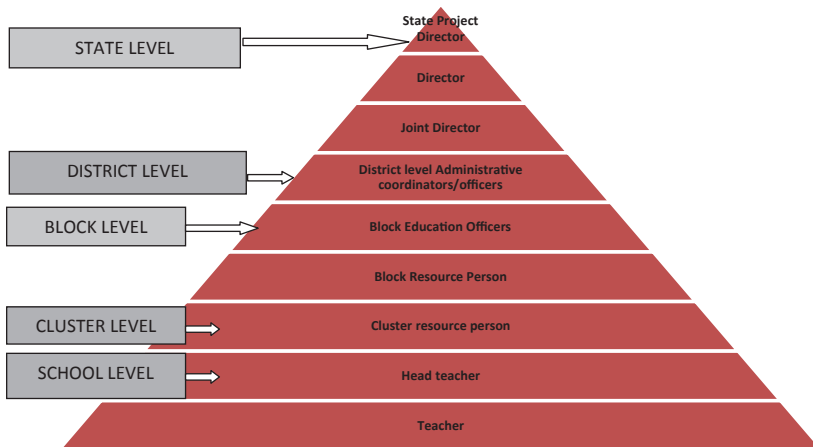 State Project
Director
STATE LEVEL
Director
Joint Director
DISTRICT LEVEL
District level Administrative
coordinators/officers
BLOCK LEVEL
Block Education Officers
Block Resource Person
CLUSTER LEVEL
Cluster resource person
SCHOOL LEVEL
Head teacher
Teacher